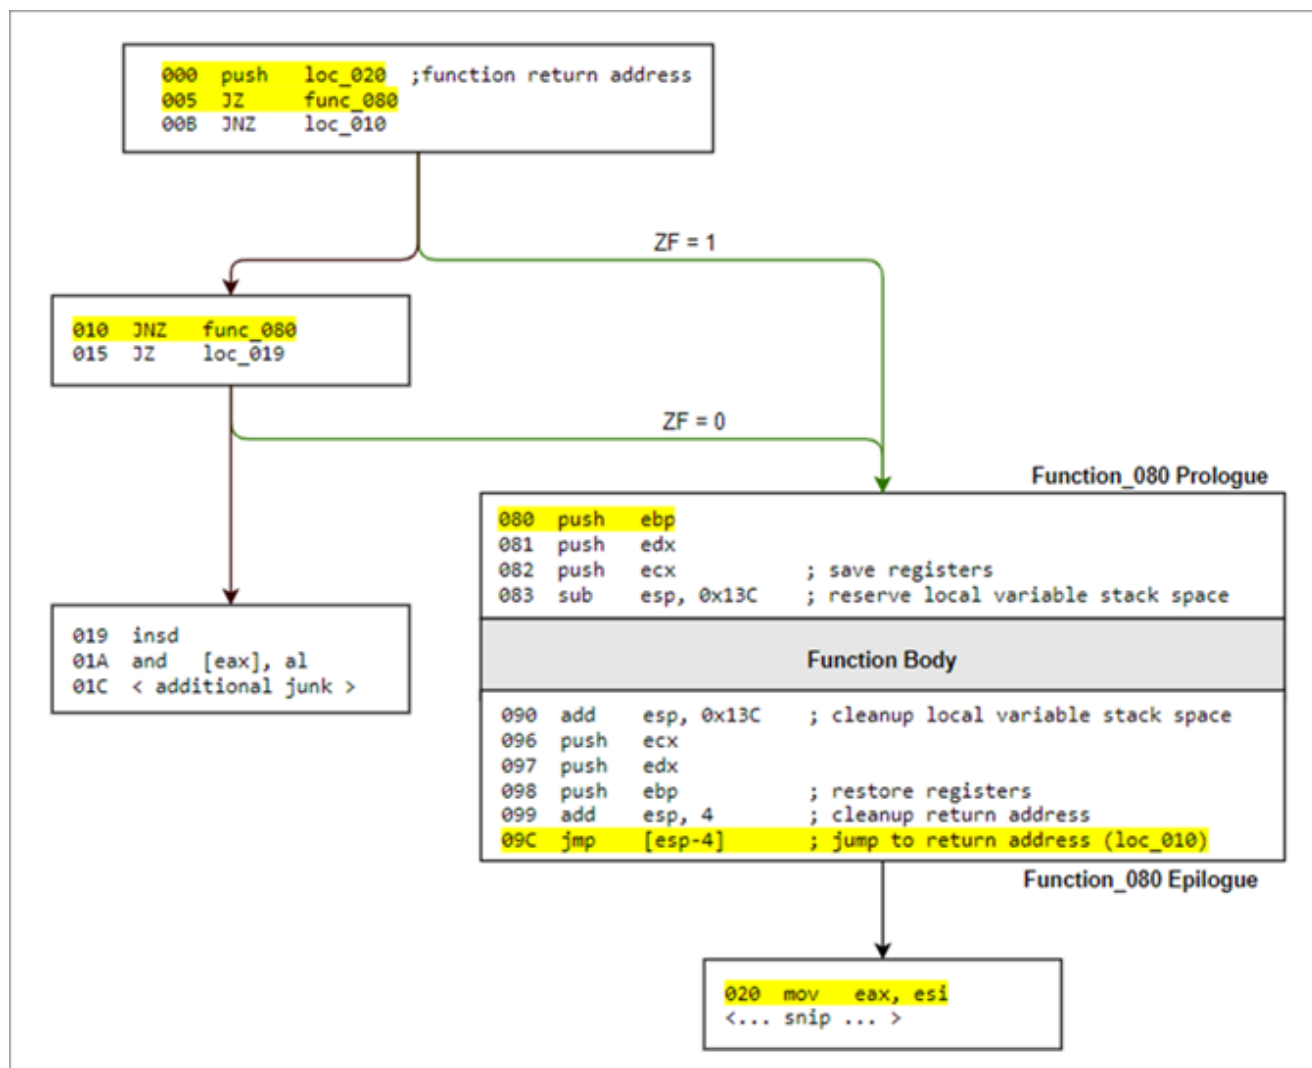 000 push loc_020 ;function return address
005 JZ func_080
00B JNZ loc_010
ZF = 1
010 JNZ func_080
015 JZ loc_019
ZF = 0
Function_080 Prologue
080 push ebp
081 push edx
082 push ecx ; save registers
083 sub esp, 0x13C ; reserve local variable stack space
Function Body
019 insd
01A and [eax], al
01C < additional junk >
090 add esp, 0x13C ; cleanup local variable stack space
096 push ecx
097 push edx
098 push ebp ; restore registers
099 add esp, 4 ; cleanup return address
09C jmp [esp-4] ; jump to return address (loc_010)
Function_080 Epilogue
020 mov eax, esi
<... snip ... >